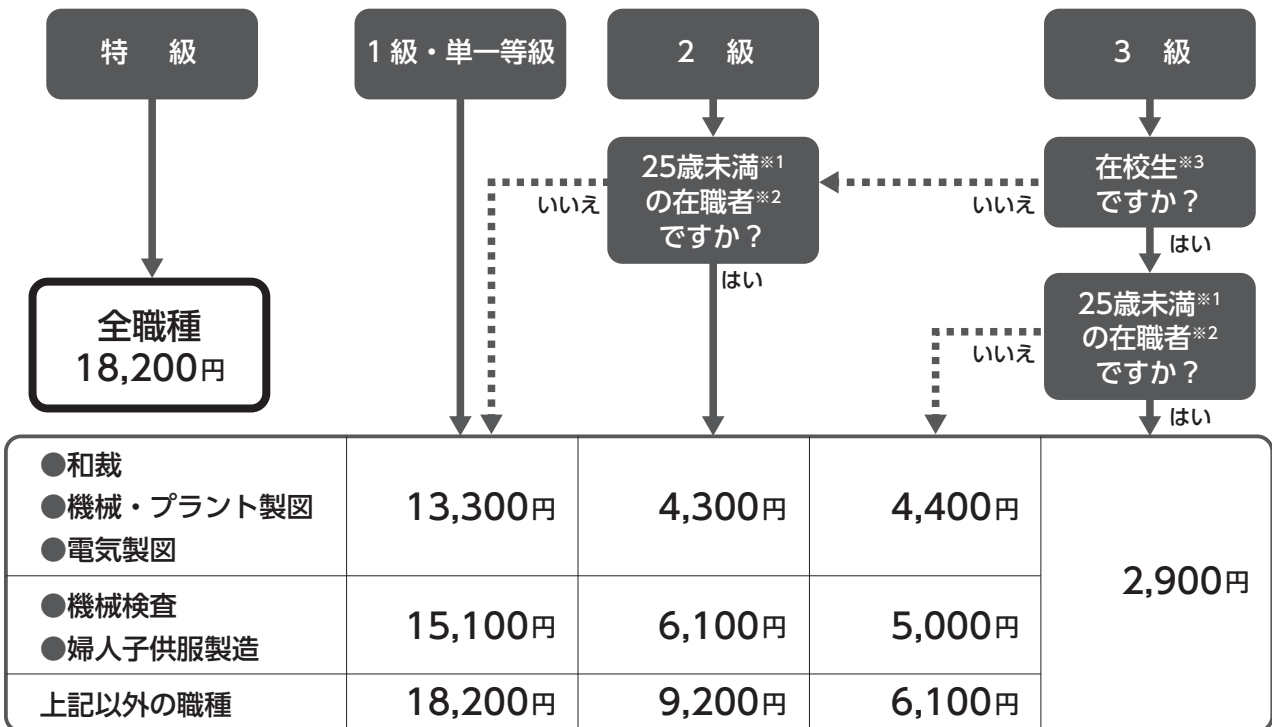 特 級
1級・単一等級
2 級
3 級
25歳未満※1
の在職者※2
ですか？
在校生※3
ですか？
いいえ
いいえ
はい
はい
25歳未満※1
の在職者※2
ですか？
いいえ
はい
全職種
18,200円
●和裁
●機械・プラント製図
●電気製図
13,300円
4,300円
4,400円
2,900円
●機械検査
●婦人子供服製造
15,100円
6,100円
5,000円
上記以外の職種
18,200円
9,200円
6,100円